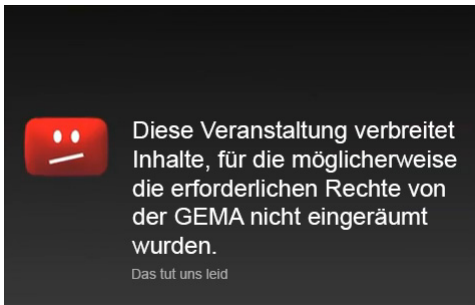 Diese Veranstaltung verbreitet
Inhalte, für die möglicherweise
die erforderlichen Rechte von
der GEMA nicht eingeräumt
wurden.
Das tut uns leid